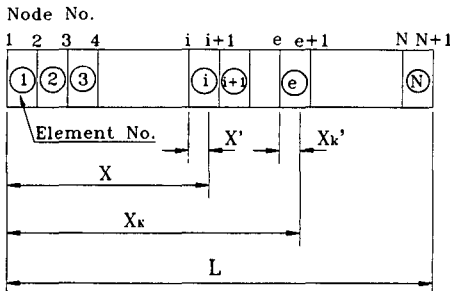 Node No.
1 2 3 4 i i+1 e e+1 N N+1
1 2 3 i i+1 e N
Element No.
X' Xk'
X
XK
L